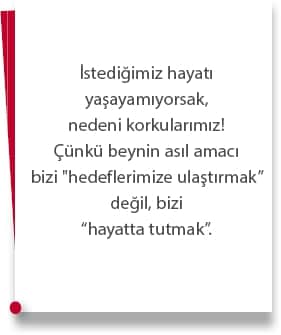 İstediğimiz hayatı
yaşayamıyorsak,
nedeni korkularımız!
Çünkü beynin asıl amacı
bizi "hedeflerimize ulaştırmak”
değil, bizi
“hayatta tutmak”.